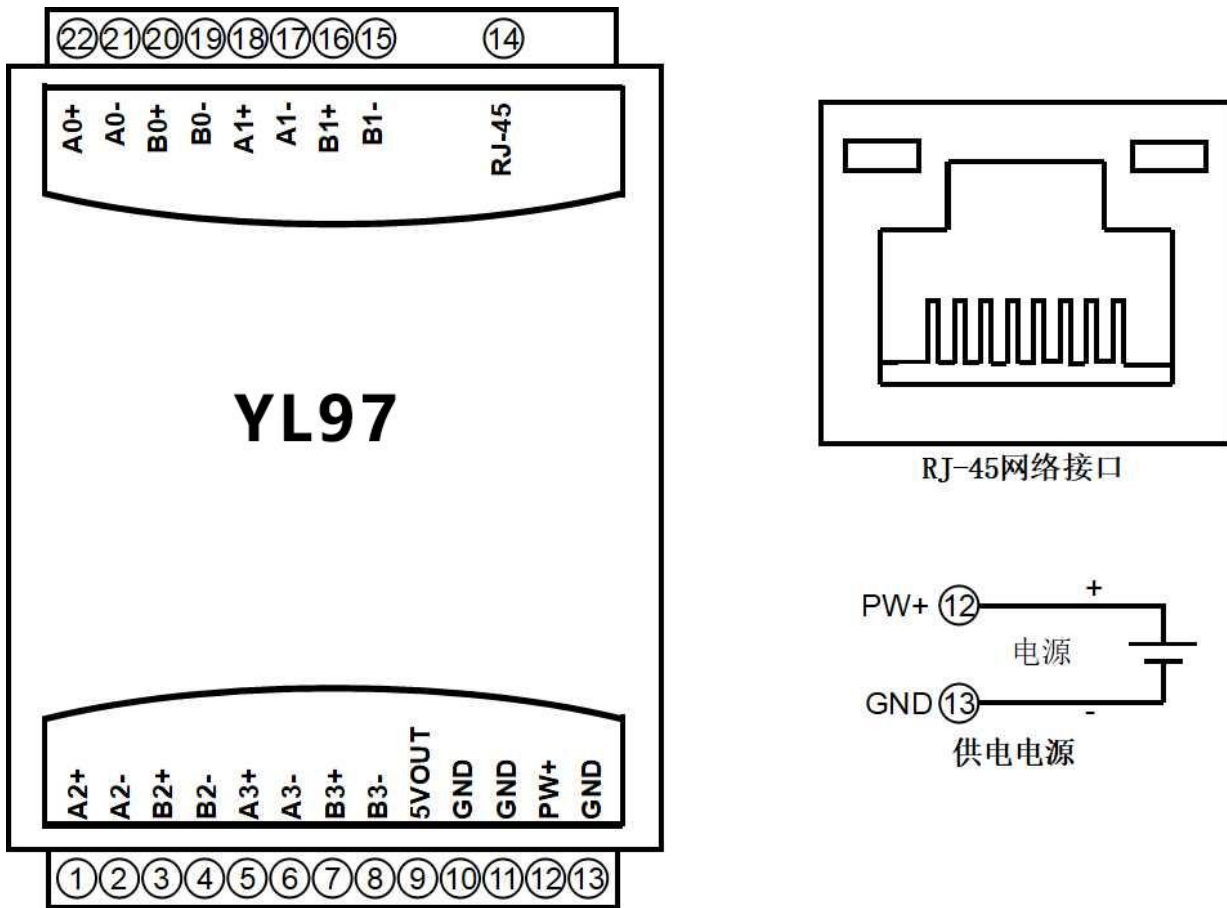 22 21 20 19 18 17 16 15 14
A0+ A0- B0+ B0- A1+ A1- B1+ B1- RJ-45
YL97
A2+ A2- B2+ B2- A3+ A3- B3+ B3- 5VOUT GND GND PW+ GND
1 2 3 4 5 6 7 8 9 10 11 12 13
RJ-45网络接口
PW+ 12 +
电源
GND 13 -
供电电源